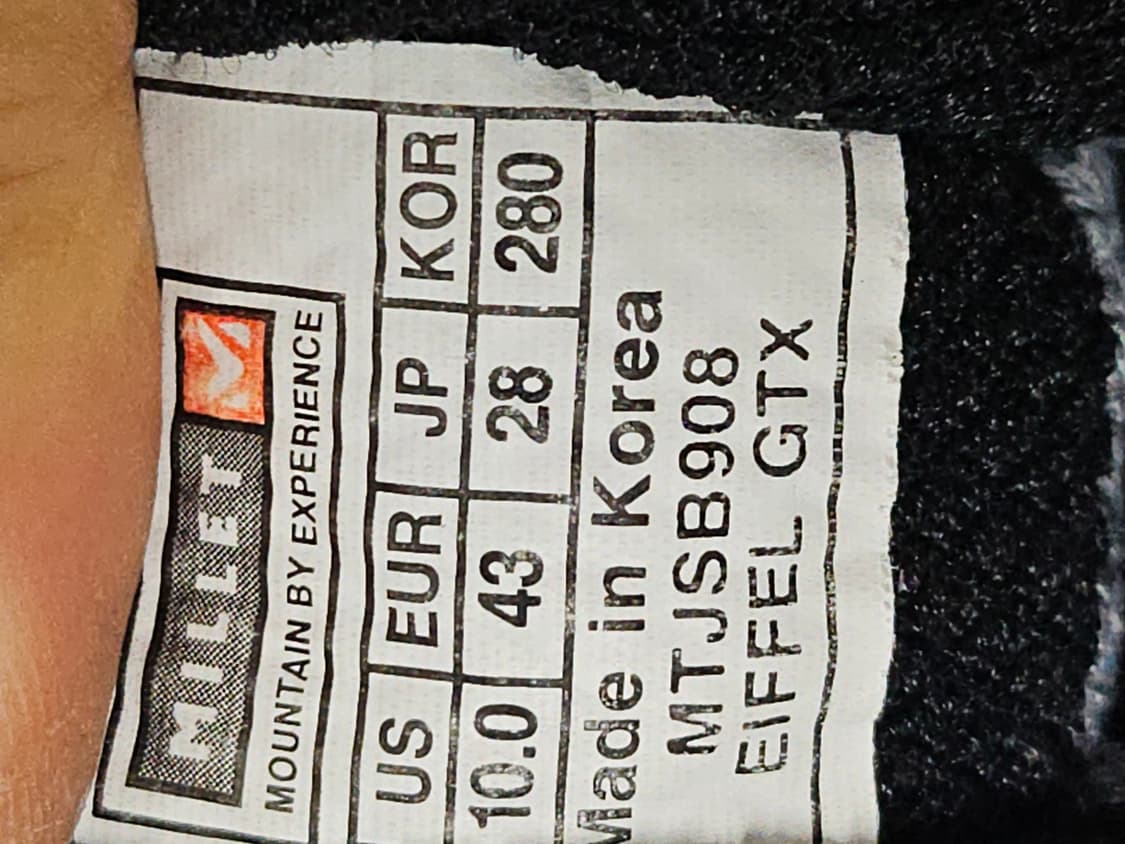 MILLET
MOUNTAIN BY EXPERIENCE
US EUR JP KOR
10.0 43 28 280
Made in Korea
MTJSB908
EIFFEL GTX